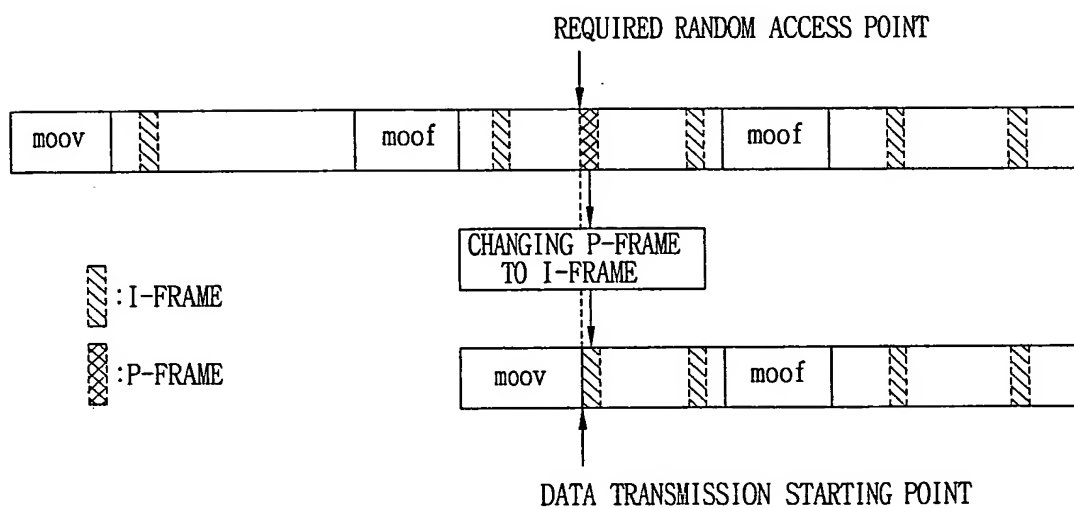 REQUIRED RANDOM ACCESS POINT
moov moof moof
CHANGING P-FRAME
TO I-FRAME
:I-FRAME
:P-FRAME
moov moof
DATA TRANSMISSION STARTING POINT